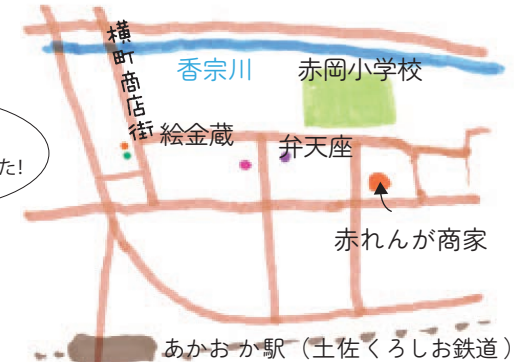 横町商店街
香宗川
赤岡小学校
絵金蔵
弁天座
た!
赤れんが商家
あかおか駅（土佐くろしお鉄道）